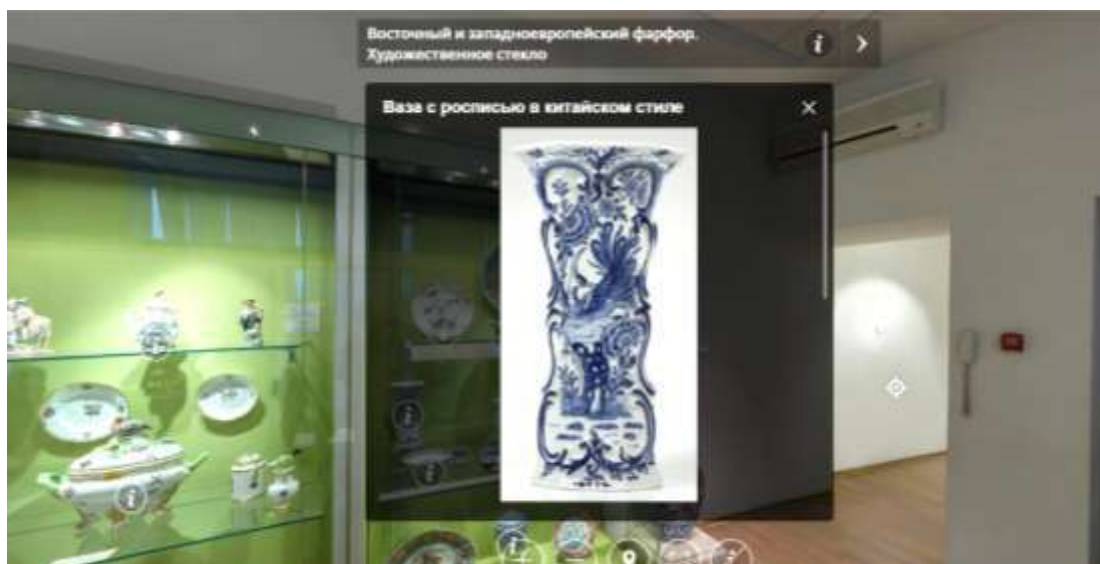 Восточный и западноевропейский фарфор.
Художественное стекло
Ваза с росписью в китайском стиле